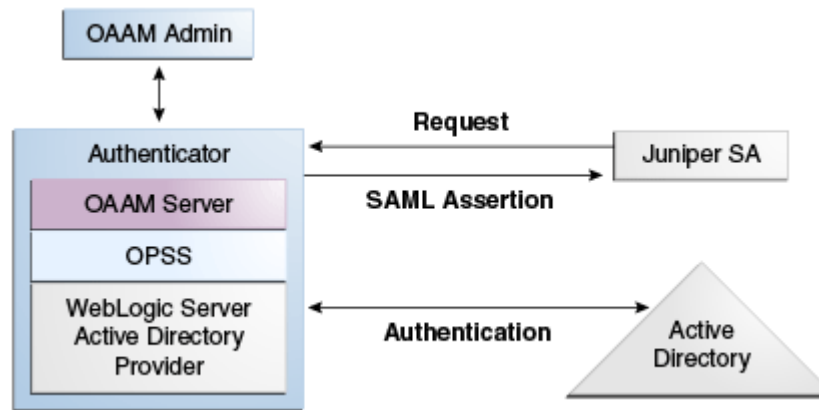 OAAM Admin
Authenticator
OAAM Server
OPSS
WebLogic Server
Active Directory
Provider
Request
SAML Assertion
Juniper SA
Authentication
Active
Directory